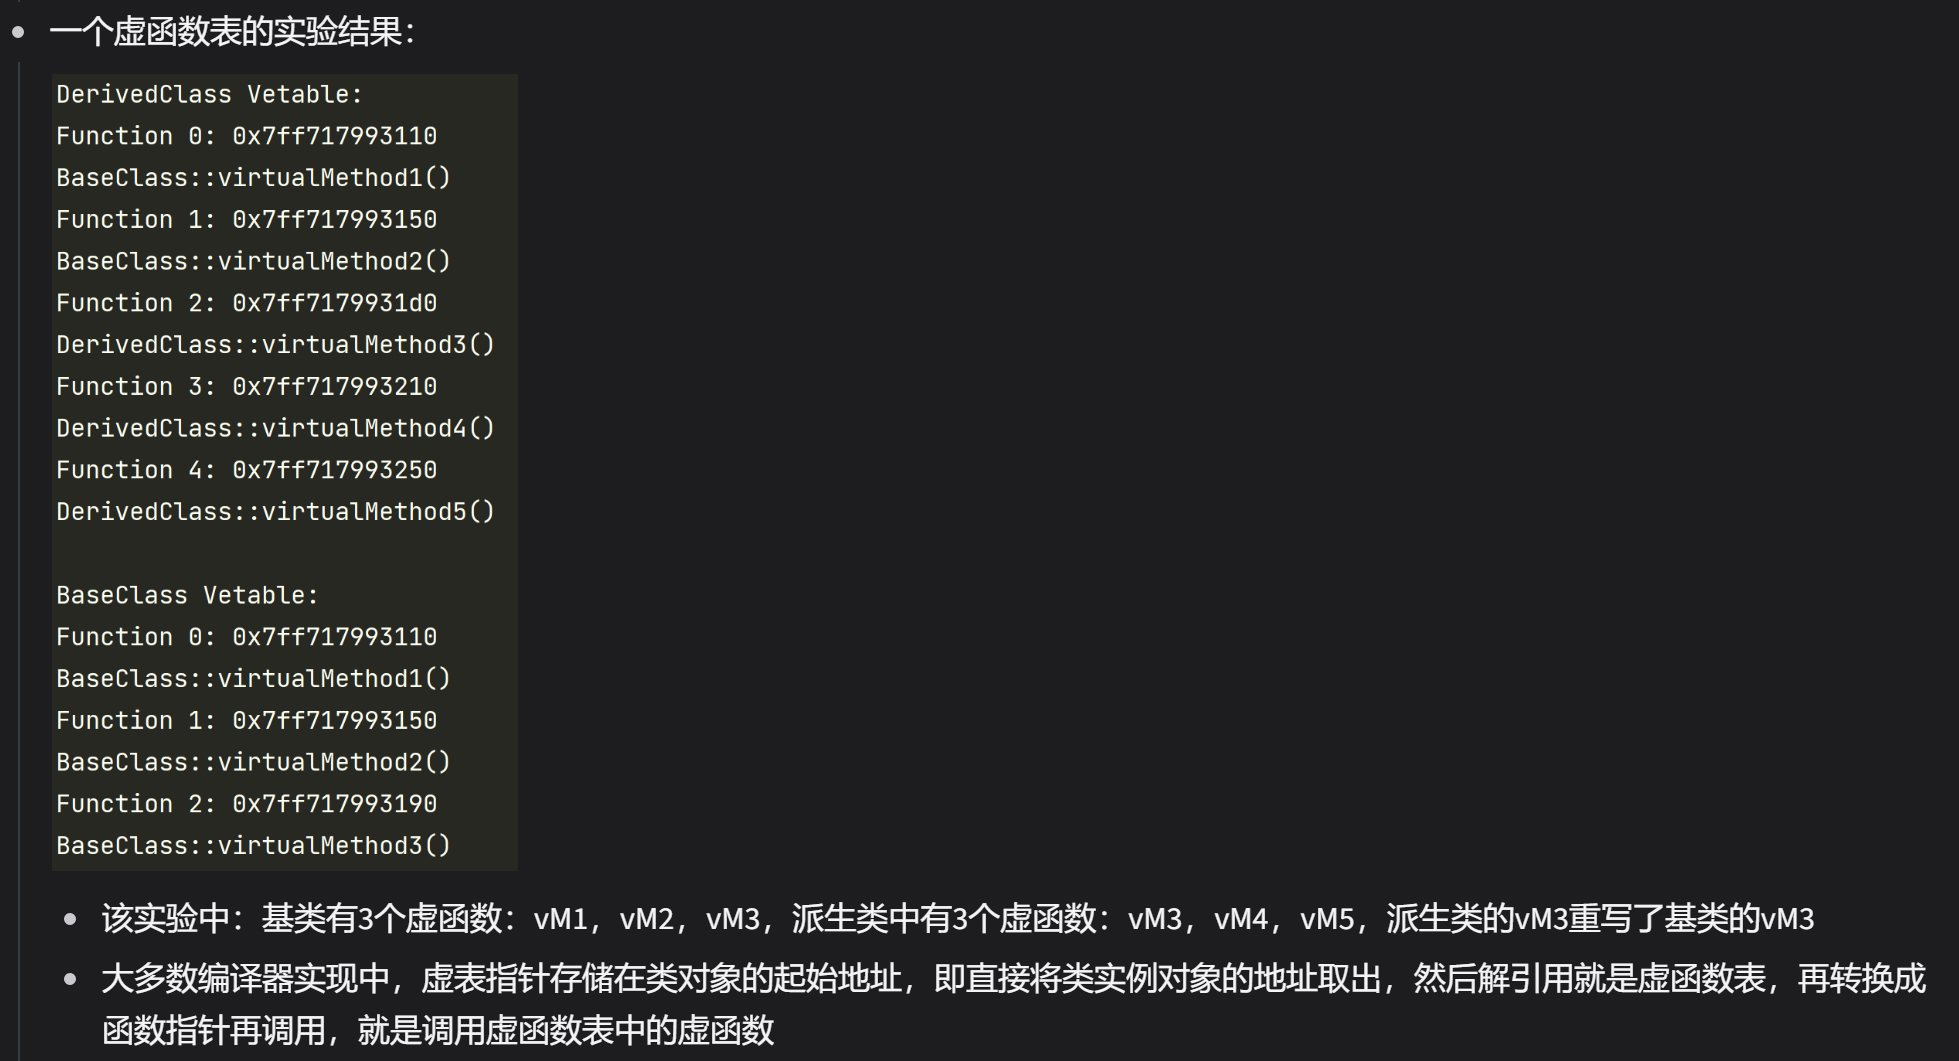 一个虚函数表的实验结果：
DerivedClass Vetable:
Function 0: 0x7ff717993110
BaseClass::virtualMethod1()
Function 1: 0x7ff717993150
BaseClass::virtualMethod2()
Function 2: 0x7ff7179931d0
DerivedClass::virtualMethod3()
Function 3: 0x7ff717993210
DerivedClass::virtualMethod4()
Function 4: 0x7ff717993250
DerivedClass::virtualMethod5()
BaseClass Vetable:
Function 0: 0x7ff717993110
BaseClass::virtualMethod1()
Function 1: 0x7ff717993150
BaseClass::virtualMethod2()
Function 2: 0x7ff717993190
BaseClass::virtualMethod3()
该实验中：基类有3个虚函数：vM1，vM2，vM3，派生类中有3个虚函数：vM3，vM4，vM5，派生类的vM3重写了基类的vM3
大多数编译器实现中，虚表指针存储在类对象的起始地址，即直接将类实例对象的地址取出，然后解引用就是虚函数表，再转换成
函数指针再调用，就是调用虚函数表中的虚函数